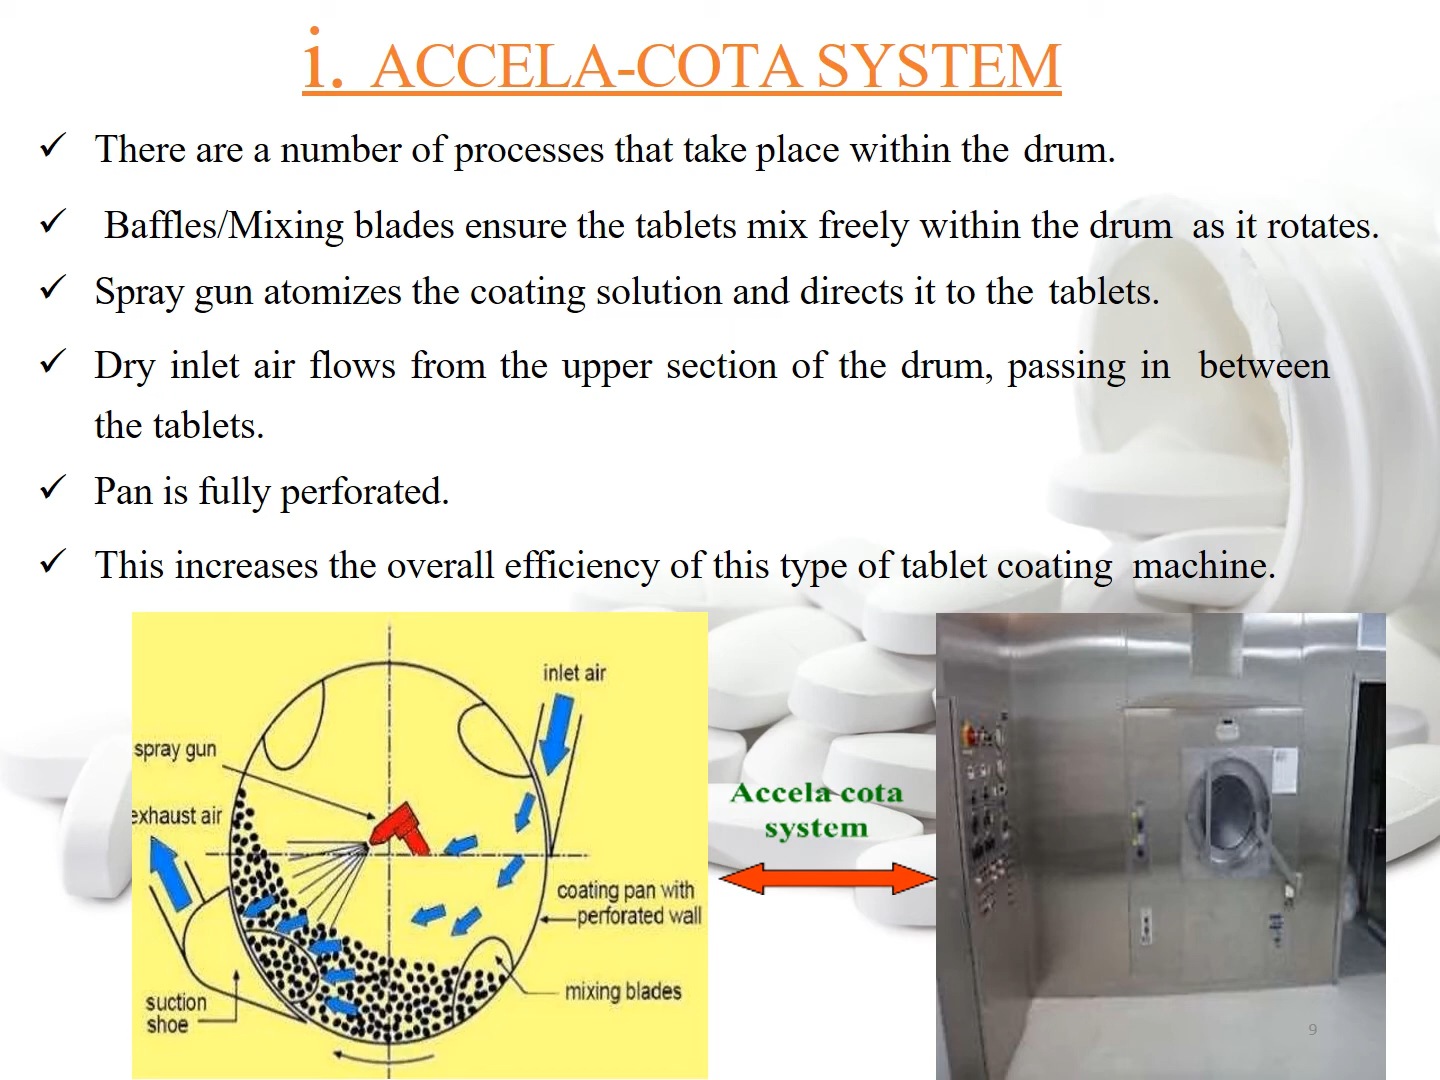 i. ACCELA-COTA SYSTEM
✓ There are a number of processes that take place within the drum.
✓ Baffles/Mixing blades ensure the tablets mix freely within the drum as it rotates.
✓ Spray gun atomizes the coating solution and directs it to the tablets.
✓ Dry inlet air flows from the upper section of the drum, passing in between
the tablets.
✓ Pan is fully perforated.
✓ This increases the overall efficiency of this type of tablet coating machine.
inlet air
spray gun
exhaust air
coating pan with
perforated wall
mixing blades
suction
shoe
Accela cota
system
9